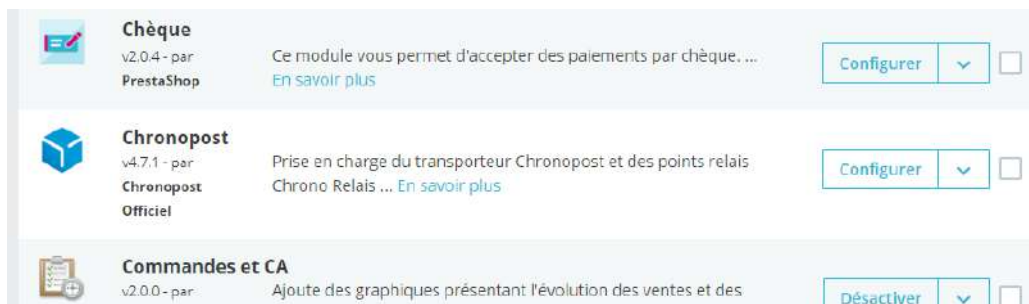 Chèque
v2.0.4 - par
PrestaShop
Ce module vous permet d'accepter des paiements par chèque. ...
En savoir plus
Configurer
Chronopost
v4.7.1 - par
Chronopost
Officiel
Prise en charge du transporteur Chronopost et des points relais
Chrono Relais ... En savoir plus
Configurer
Commandes et CA
v2.0.0 - par
Ajoute des graphiques présentant l'évolution des ventes et des
Désactiver